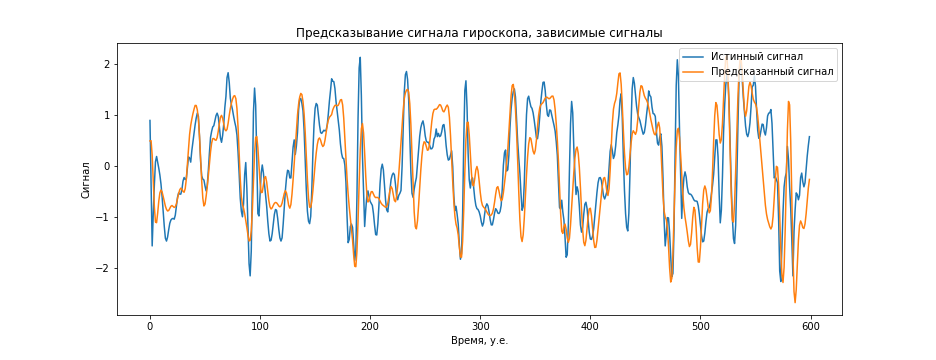 Предсказывание сигнала гироскопа, зависимые сигналы
Истинный сигнал
Предсказанный сигнал
Сигнал
2
1
0
−1
−2
0 100 200 300 400 500 600
Время, у.е.